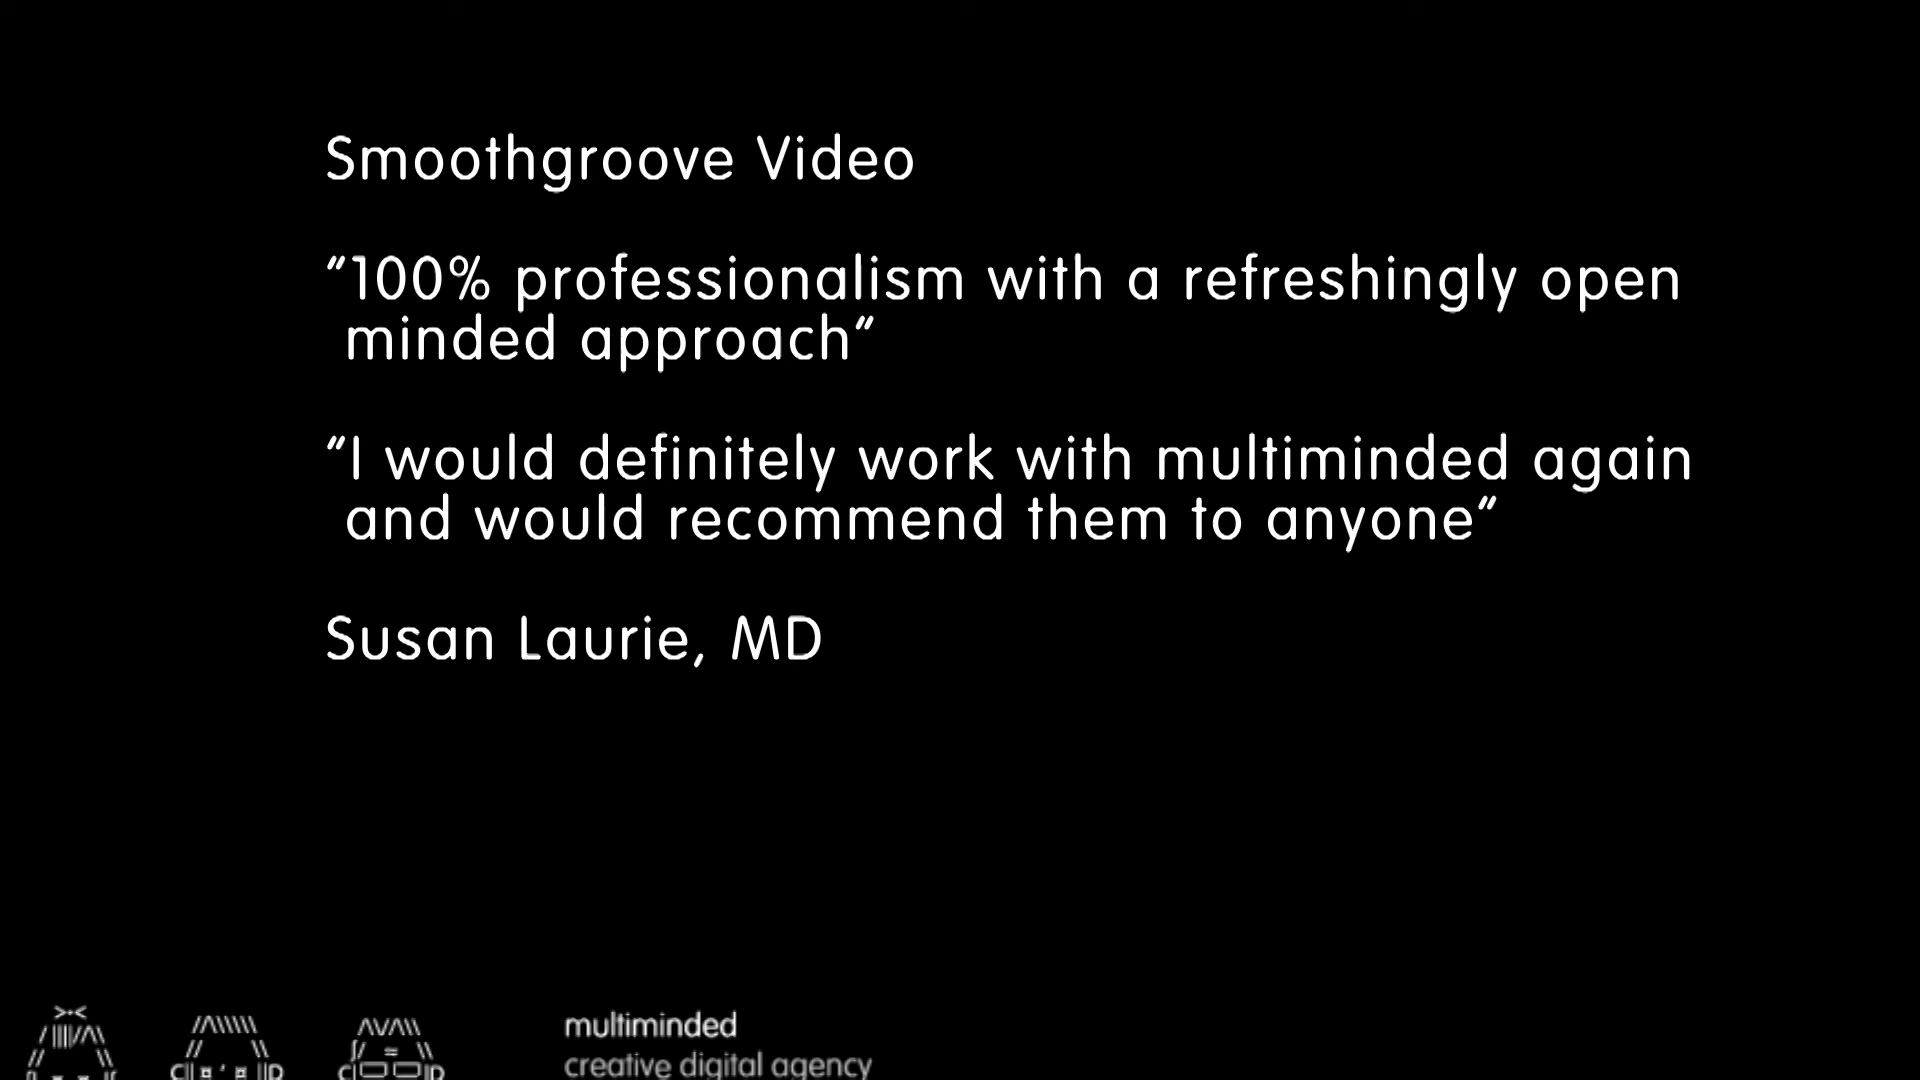 Smoothgroove Video
"100% professionalism with a refreshingly open
minded approach"
"I would definitely work with multiminded again
and would recommend them to anyone"
Susan Laurie, MD
multiminded
creative digital agency